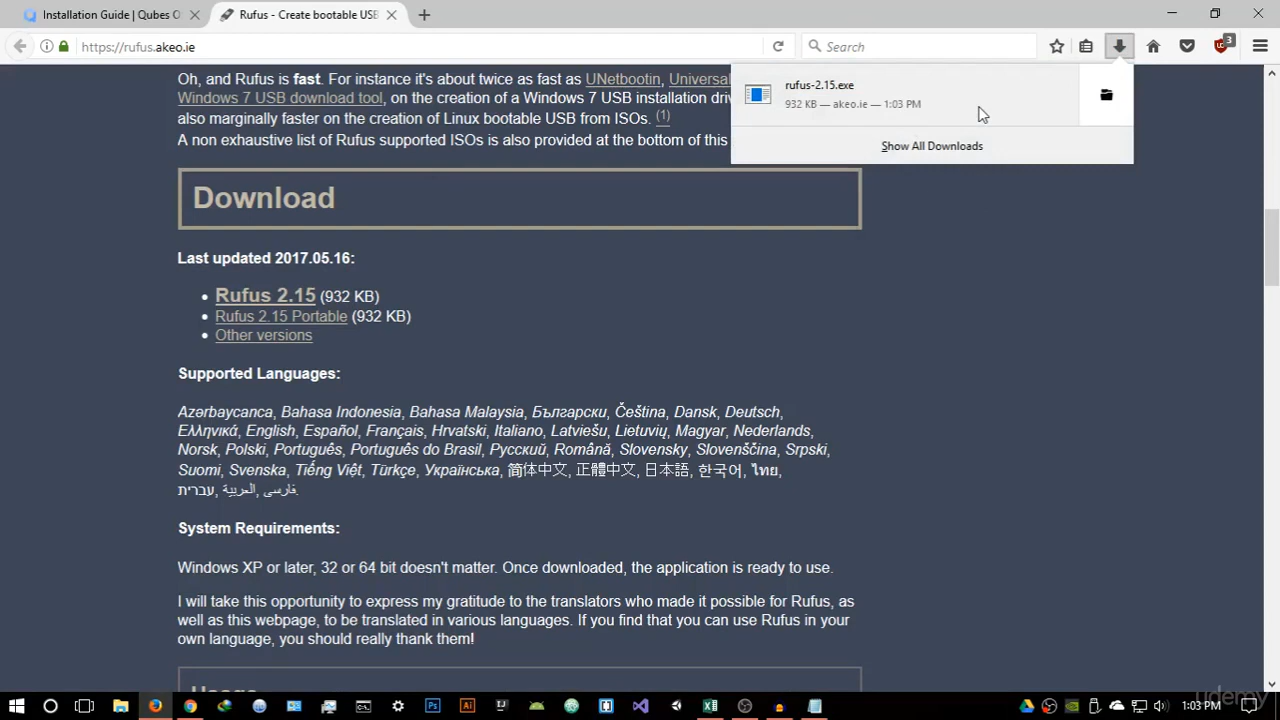 Installation Guide | Qubes O
Rufus - Create bootable USB
https://rufus.akeo.ie
Search
3
rufus-2.15.exe
932 KB — akeo.ie — 1:03 PM
Show All Downloads
Oh, and Rufus is fast. For instance it's about twice as fast as UNetbootin, Universal
Windows 7 USB download tool, on the creation of a Windows 7 USB installation driv
also marginally faster on the creation of Linux bootable USB from ISOs. (1)
A non exhaustive list of Rufus supported ISOs is also provided at the bottom of this
Download
Last updated 2017.05.16:
• Rufus 2.15 (932 KB)
• Rufus 2.15 Portable (932 KB)
• Other versions
Supported Languages:
Azərbaycanca, Bahasa Indonesia, Bahasa Malaysia, Български, Čeština, Dansk, Deutsch,
Ελληνικά, English, Español, Français, Hrvatski, Italiano, Latviešu, Lietuvių, Magyar, Nederlands,
Norsk, Polski, Português, Português do Brasil, Русский, Română, Slovensky, Slovenščina, Srpski,
Suomi, Svenska, Tiếng Việt, Türkçe, Українська, 简体中文, 正體中文, 日本語, 한국어, ไทย,
עברית, العربية, فارسی.
System Requirements:
Windows XP or later, 32 or 64 bit doesn't matter. Once downloaded, the application is ready to use.
I will take this opportunity to express my gratitude to the translators who made it possible for Rufus, as
well as this webpage, to be translated in various languages. If you find that you can use Rufus in your
own language, you should really thank them!
Usage
Ps
Ai
IJ
1:03 PM
udemy